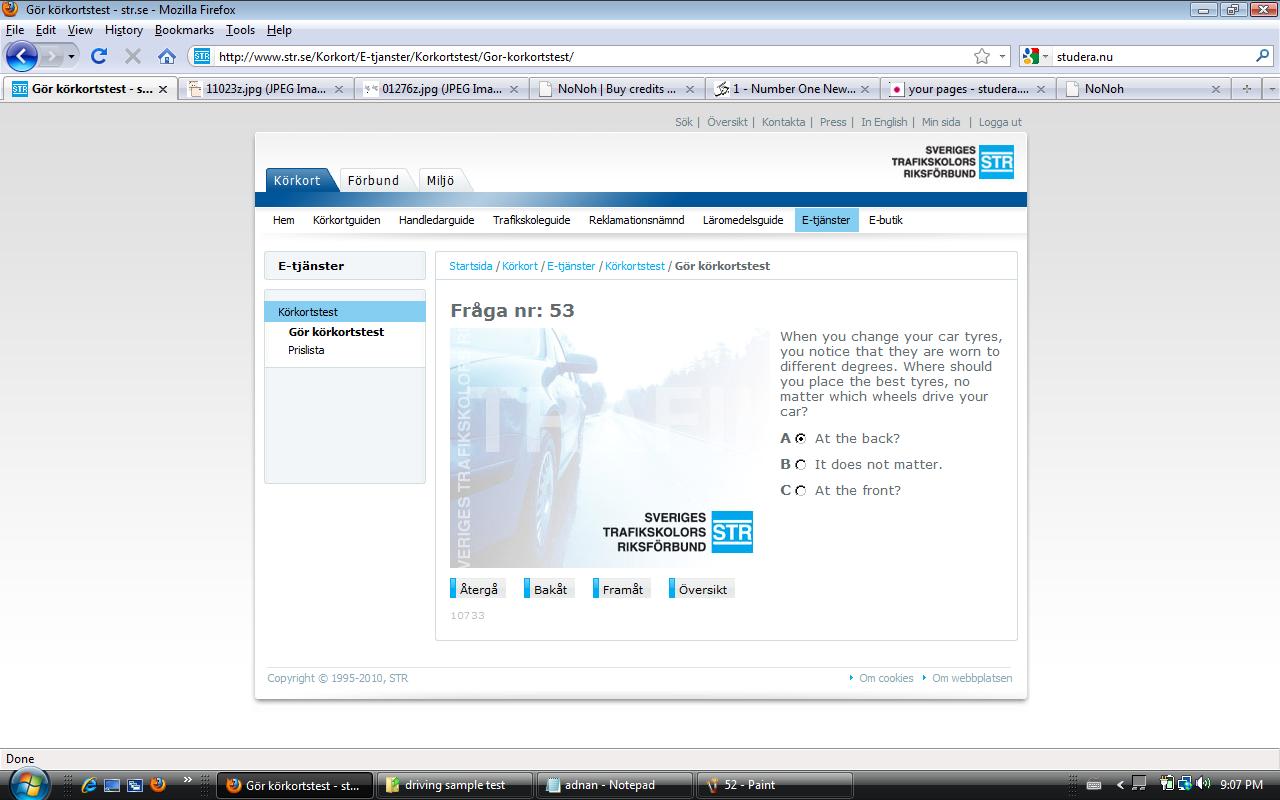 Gör körkortstest - str.se - Mozilla Firefox
File Edit View History Bookmarks Tools Help
http://www.str.se/Korkort/E-tjanster/Korkortstest/Gor-korkortstest/ studera.nu
Gör körkortstest - s... 11023z.jpg (JPEG Ima... 01276z.jpg (JPEG Ima... NoNoh | Buy credits ... 1 - Number One New... your pages - studera.... NoNoh
Sök | Översikt | Kontakta | Press | In English | Min sida | Logga ut
SVERIGES
TRAFIKSKOLORS
RIKSFÖRBUND
STR
Körkort Förbund Miljö
Hem Körkortguiden Handledarguide Trafikskoleguide Reklamationsnämnd Läromedelsguide E-tjänster E-butik
E-tjänster
Körkortstest
Gör körkortstest
Prislista
Startsida / Körkort / E-tjänster / Körkortstest / Gör körkortstest
Fråga nr: 53
When you change your car tyres,
you notice that they are worn to
different degrees. Where should
you place the best tyres, no
matter which wheels drive your
car?
A At the back?
B It does not matter.
C At the front?
TRAFI
SVERIGES
TRAFIKSKOLORS
RIKSFÖRBUND
STR
Återgå Bakåt Framåt Översikt
10733
Copyright © 1995-2010, STR Om cookies Om webbplatsen
Done
Gör körkortstest - st... driving sample test adnan - Notepad 52 - Paint 9:07 PM